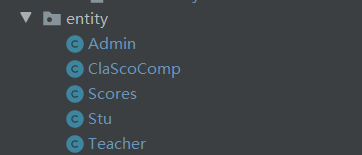 entity
Admin
ClaScoComp
Scores
Stu
Teacher